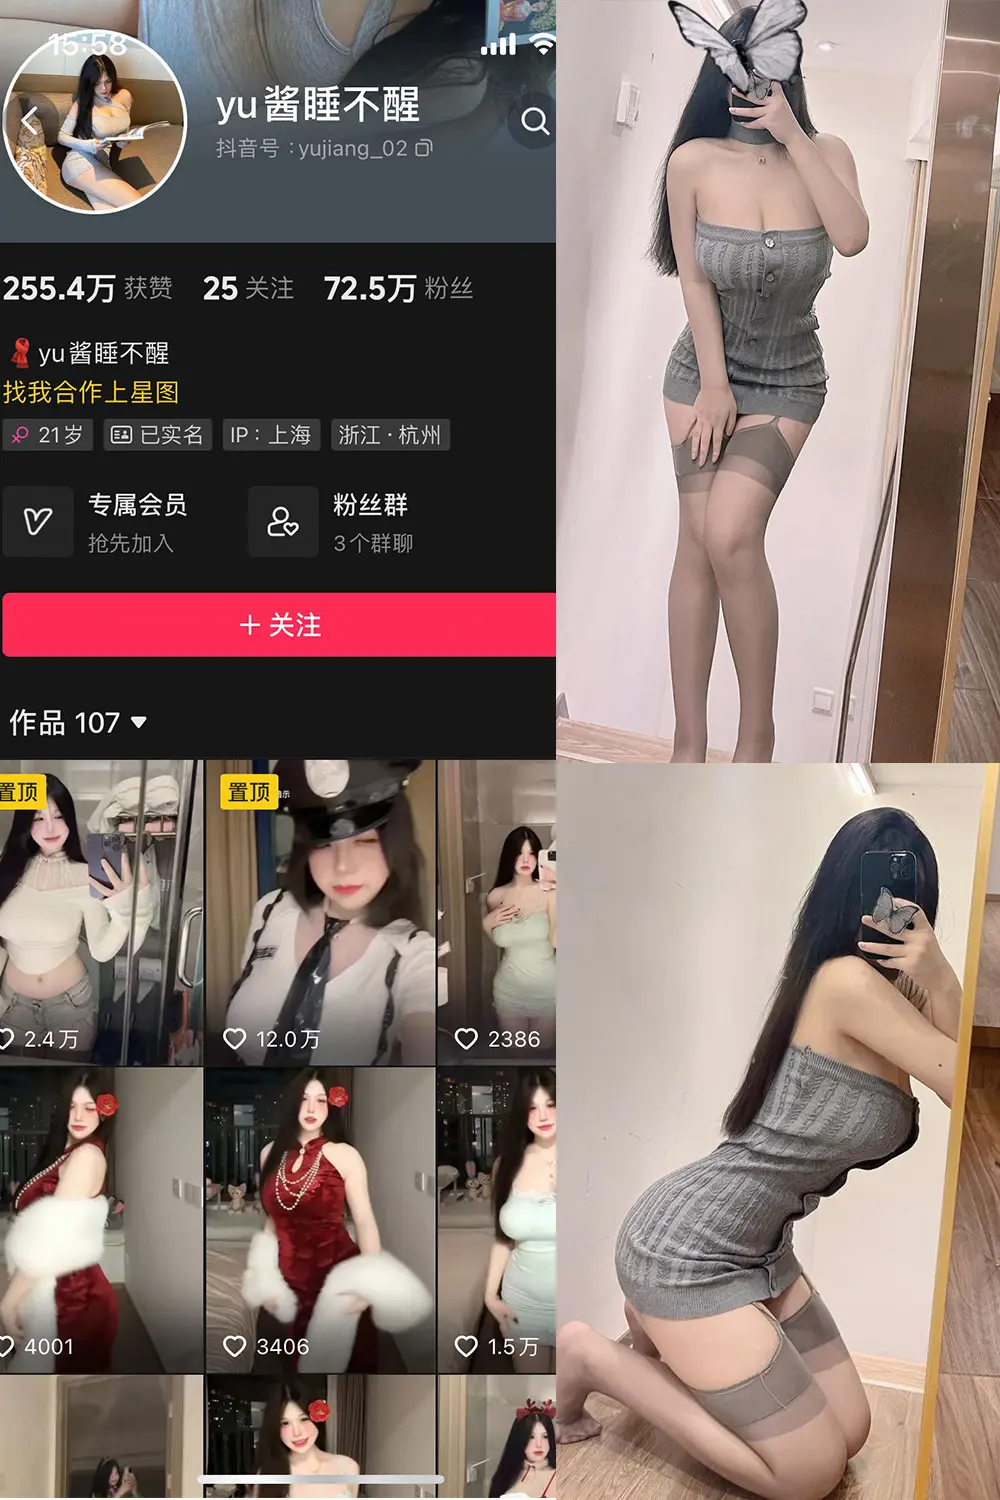 15:58
yu酱睡不醒
抖音号：yujiang_02
255.4万 获赞 25 关注 72.5万 粉丝
yu酱睡不醒
找我合作上星图
21岁 已实名 IP：上海 浙江·杭州
专属会员 粉丝群
抢先加入 3个群聊
+ 关注
作品 107
置顶 置顶
2.4万 12.0万 2386
4001 3406 1.5万